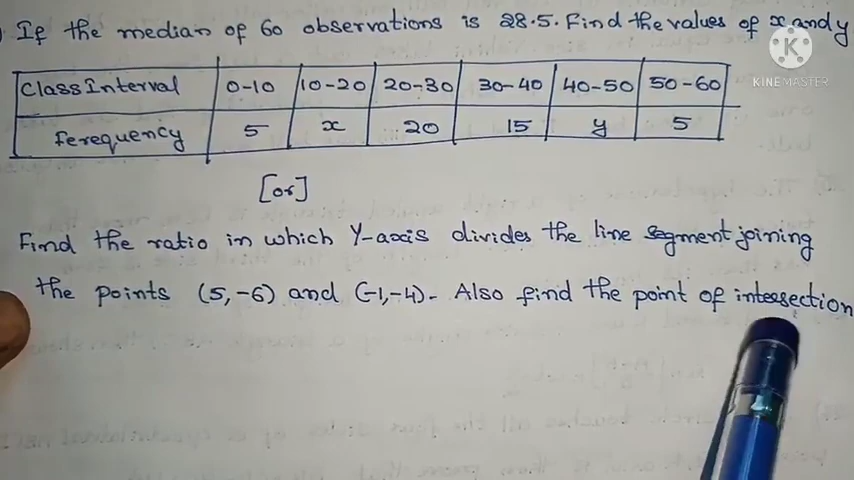 If the median of 60 observations is 28.5. Find the values of x and y
KINEMASTER
Class Interval 0-10 10-20 20-30 30-40 40-50 50-60
ferequency 5 x 20 15 y 5
[or]
Find the ratio in which Y-axis divides the line segment joining
the points (5,-6) and (-1,-4). Also find the point of intersection